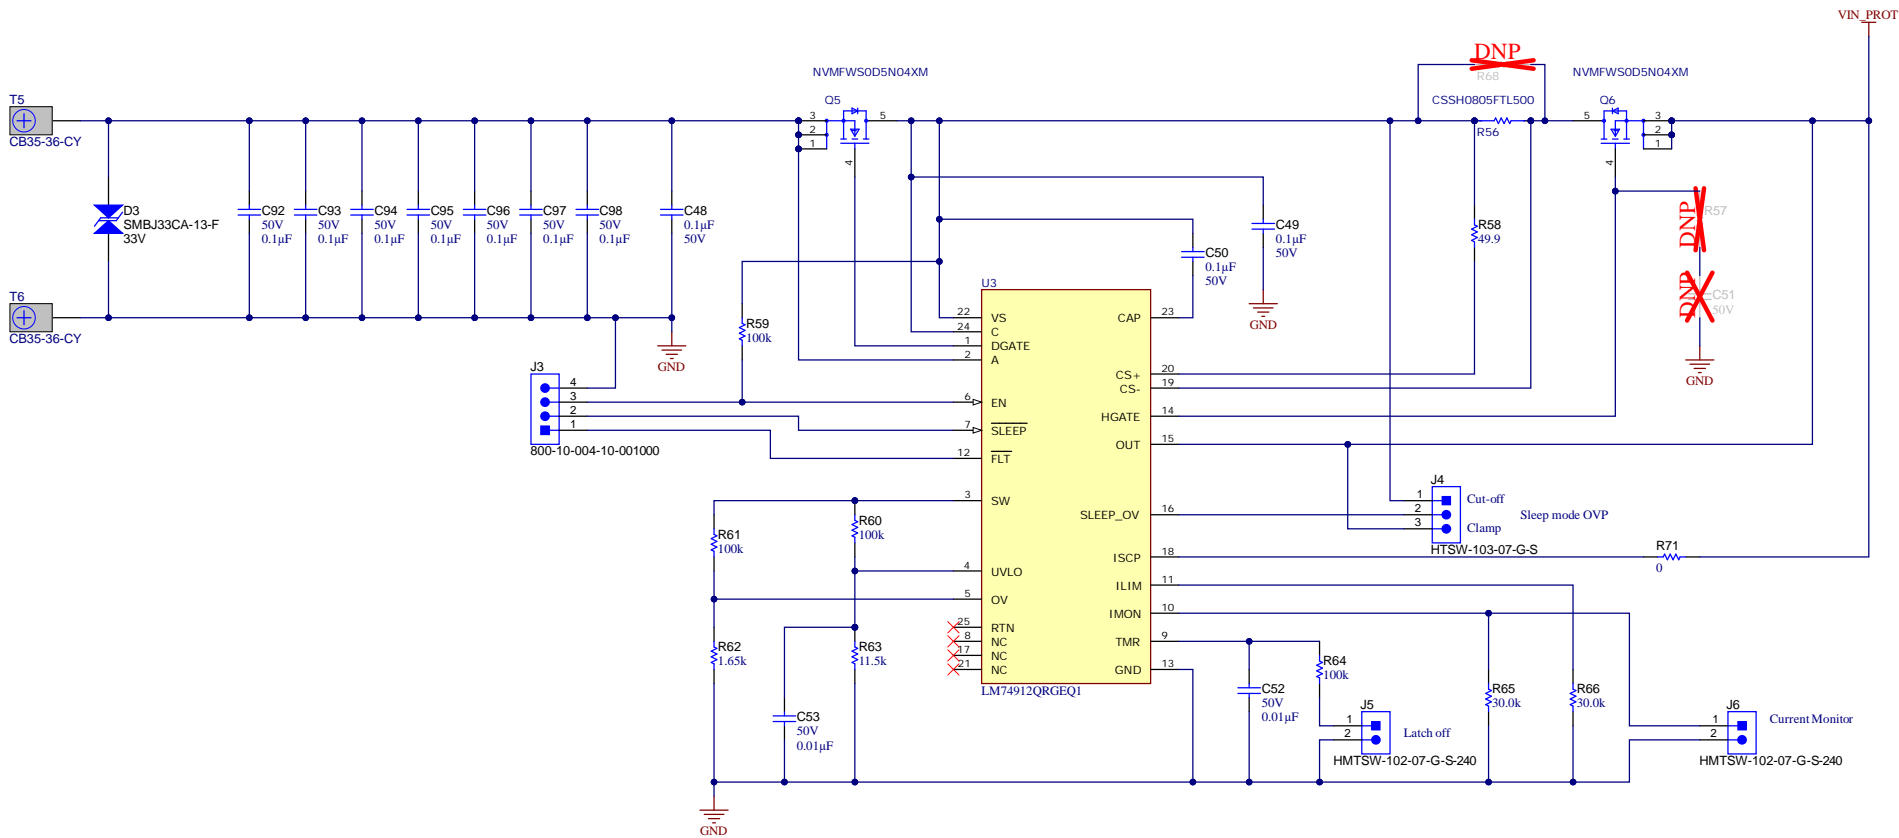 VIN_PROT
DNP
R68
NVMFWS0D5N04XM
NVMFWS0D5N04XM
T5
Q5
CSSH0805FTL500
Q6
3
2
1
5
4
R56
5
3
2
1
4
CB35-36-CY
D3
SMBJ33CA-13-F
33V
C92
50V
0.1µF
C93
50V
0.1µF
C94
50V
0.1µF
C95
50V
0.1µF
C96
50V
0.1µF
C97
50V
0.1µF
C98
50V
0.1µF
C48
0.1µF
50V
C49
0.1µF
50V
GND
C50
0.1µF
50V
R58
49.9
DNP
R57
DNP
C51
50V
GND
T6
CB35-36-CY
GND
R59
100k
J3
4
3
2
1
800-10-004-10-001000
U3
22
VS
24
C
1
DGATE
2
A
6
EN
7
SLEEP
12
FLT
3
SW
4
UVLO
5
OV
25
RTN
8
NC
17
NC
21
NC
CAP
23
CS+
20
CS-
19
HGATE
14
OUT
15
SLEEP_OV
16
ISCP
18
ILIM
11
IMON
10
TMR
9
GND
13
LM74912QRGEQ1
J4
1
2
3
Cut-off
Sleep mode OVP
Clamp
HTSW-103-07-G-S
R71
0
R61
100k
R60
100k
R62
1.65k
R63
11.5k
C53
50V
0.01µF
C52
50V
0.01µF
R64
100k
J5
1
2
Latch off
HMTSW-102-07-G-S-240
R65
30.0k
R66
30.0k
J6
1
2
Current Monitor
HMTSW-102-07-G-S-240
GND